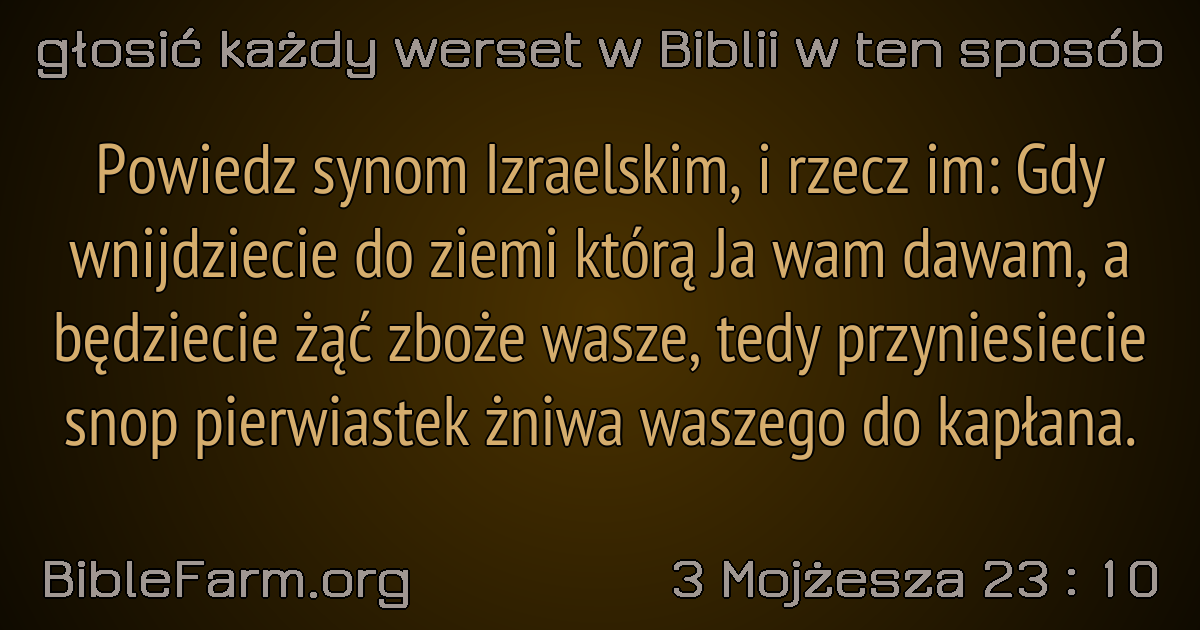 głosić każdy werset w Biblii w ten sposób
Powiedz synom Izraelskim, i rzecz im: Gdy
wnijdziecie do ziemi którą Ja wam dawam, a
będziecie żąć zboże wasze, tedy przyniesiecie
snop pierwiastek żniwa waszego do kapłana.
BibleFarm.org
3 Mojżesza 23 : 10